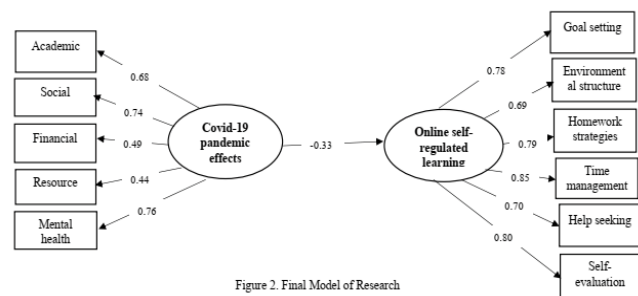 Academic
Social
Financial
Resource
Mental
health
0.68
0.74
0.49
0.44
0.76
Covid-19
pandemic
effects
-0.33
Online self-
regulated
learning
0.78
0.69
0.79
0.85
0.70
0.80
Goal setting
Environment
al structure
Homework
strategies
Time
management
Help seeking
Self-
evaluation
Figure 2. Final Model of Research